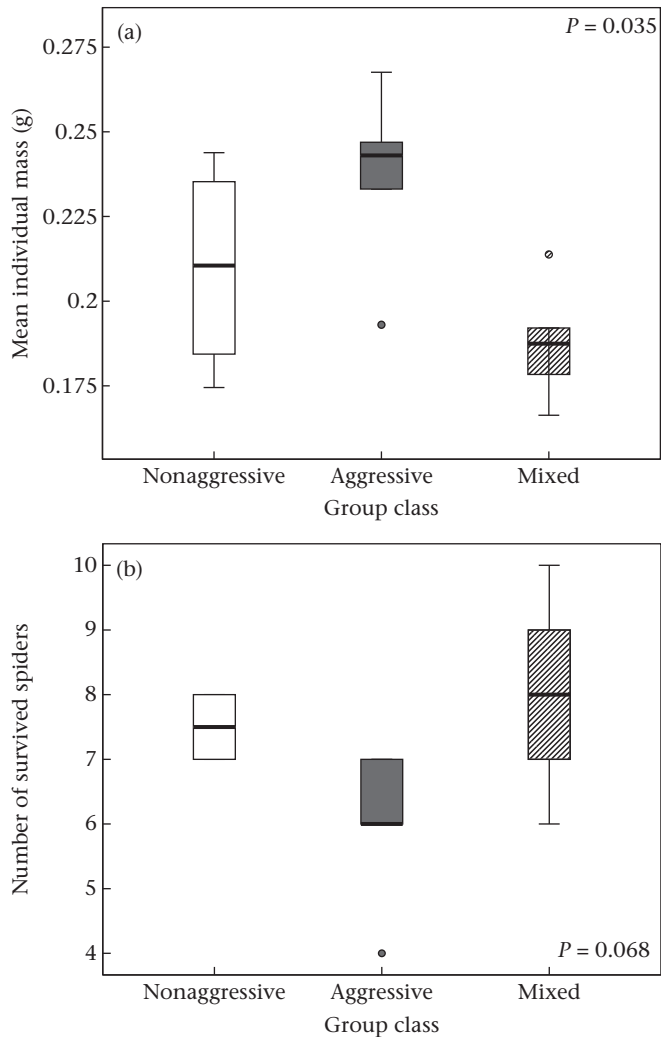 (a)
P = 0.035
0.275
0.25
0.225
0.2
0.175
Mean individual mass (g)
Nonaggressive Aggressive Mixed
Group class
(b)
10
9
8
7
6
5
4
Number of survived spiders
P = 0.068
Nonaggressive Aggressive Mixed
Group class